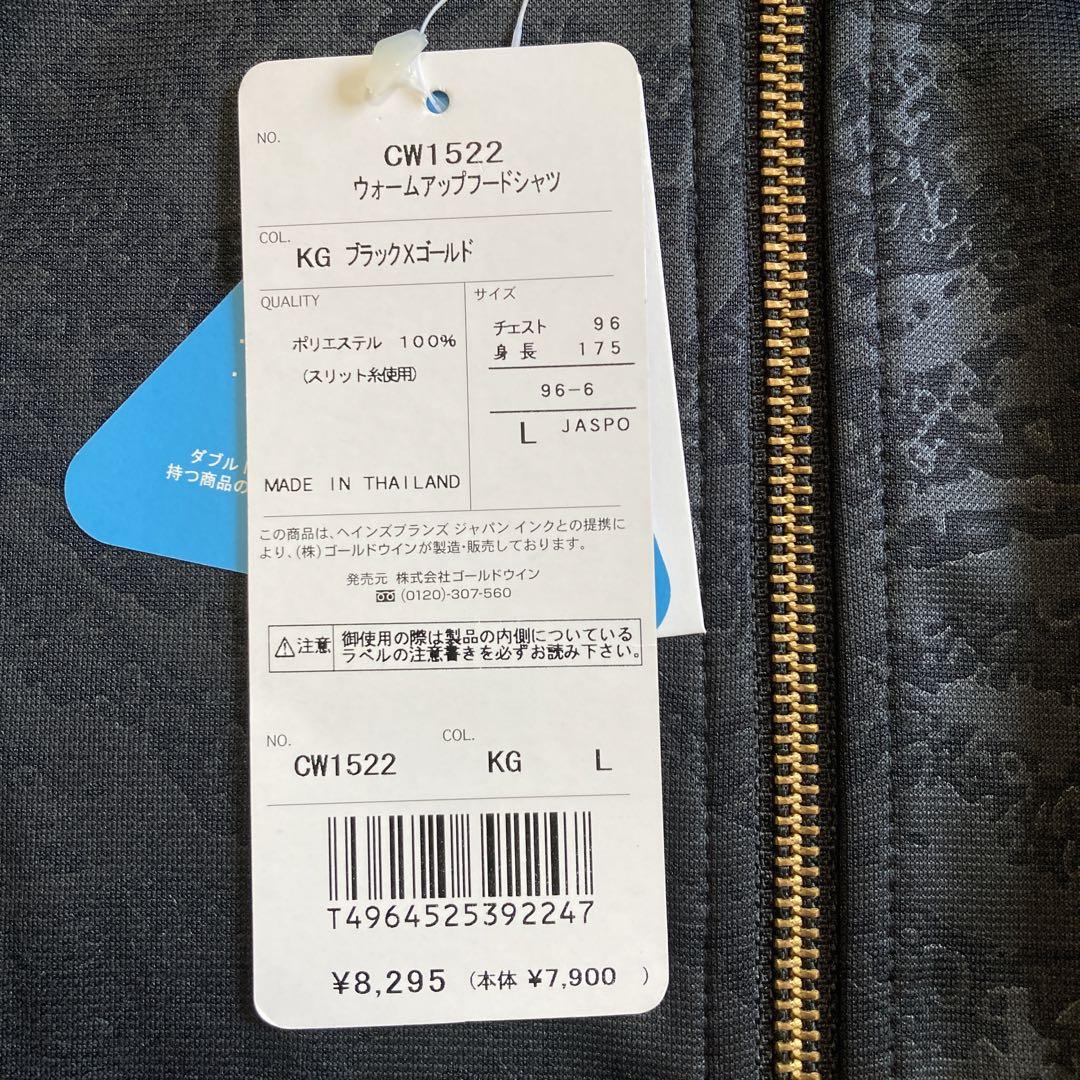 NO.
CW1522
ウォームアップフードシャツ
COL.
KG ブラックXゴールド
QUALITY
サイズ
ポリエステル 100%
(スリット糸使用)
チェスト 96
身長 175
96-6
L JASPO
MADE IN THAILAND
ダブル
持つ商品の
この商品は、ヘインズブランズ ジャパン インクとの提携に
より、(株)ゴールドウインが製造・販売しております。
発売元 株式会社ゴールドウイン
(0120)-307-560
注意 御使用の際は製品の内側についている
ラベルの注意書きを必ずお読み下さい。
NO. COL.
CW1522 KG L
T4964525392247
¥8,295 (本体 ¥7,900 )